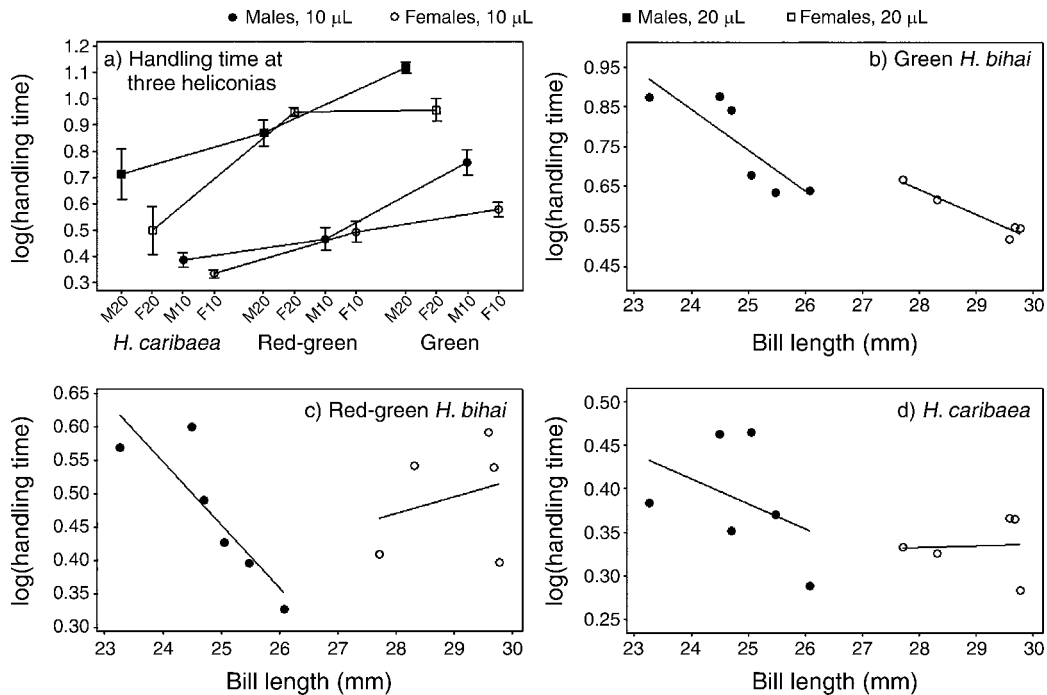 Males, 10 μL Females, 10 μL Males, 20 μL Females, 20 μL
a) Handling time at
three heliconias
log(handling time)
1.2
1.1
1.0
0.9
0.8
0.7
0.6
0.5
0.4
0.3
M20 F20 M10 F10 M20 F20 M10 F10 M20 F20 M10 F10
H. caribaea Red-green Green
b) Green H. bihai
log(handling time)
0.95
0.85
0.75
0.65
0.55
0.45
23 24 25 26 27 28 29 30
Bill length (mm)
c) Red-green H. bihai
log(handling time)
0.65
0.60
0.55
0.50
0.45
0.40
0.35
0.30
23 24 25 26 27 28 29 30
Bill length (mm)
d) H. caribaea
log(handling time)
0.50
0.45
0.40
0.35
0.30
0.25
23 24 25 26 27 28 29 30
Bill length (mm)